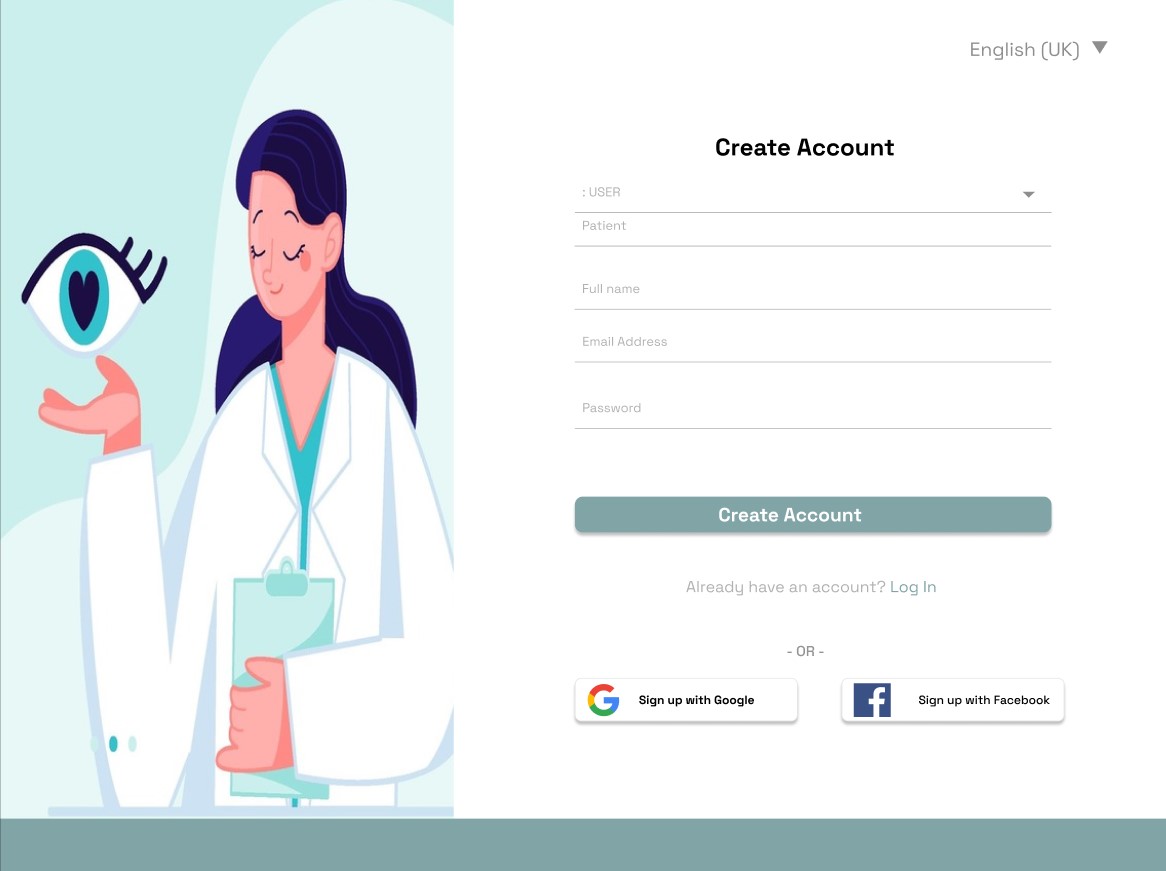 English (UK)
Create Account
: USER
Patient
Full name
Email Address
Password
Create Account
Already have an account? Log In
- OR -
Sign up with Google
Sign up with Facebook